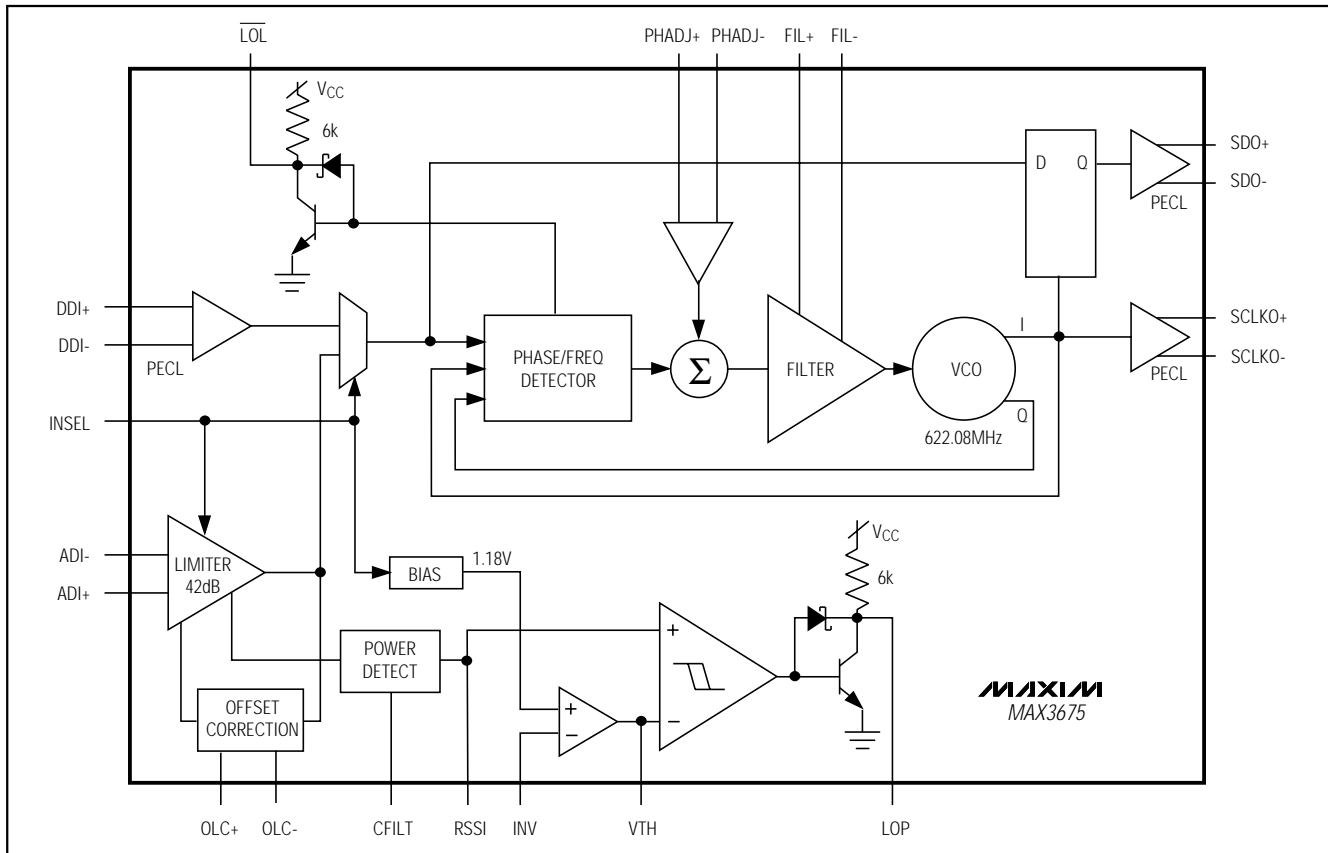 LOL
PHADJ+ PHADJ- FIL+ FIL-
VCC
6k
D Q
SDO+
SDO-
PECL
DDI+
DDI-
PECL
PHASE/FREQ
DETECTOR
Σ
FILTER
VCO
I
Q
622.08MHz
SCLKO+
SCLKO-
PECL
INSEL
ADI-
ADI+
LIMITER
42dB
BIAS
1.18V
VCC
6k
POWER
DETECT
+
−
OFFSET
CORRECTION
+
−
MAXIM
MAX3675
OLC+ OLC- CFILT RSSI INV VTH LOP